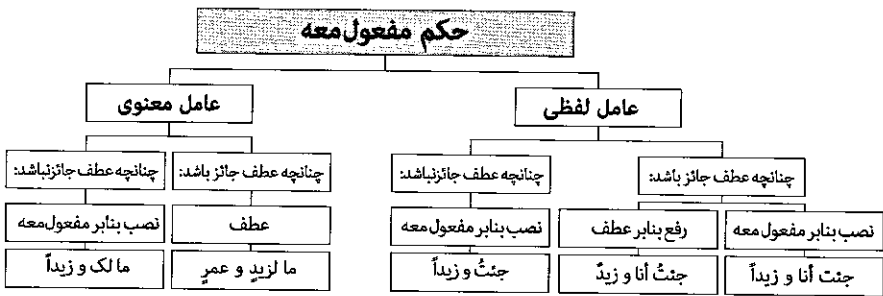 حکم مفعول‌معه
عامل لفظی
عامل معنوی
چنانچه عطف جائز باشد:
چنانچه عطف جائزنباشد:
چنانچه عطف جائز باشد:
چنانچه عطف جائزنباشد:
نصب بنابر مفعول‌معه
رفع بنابر عطف
نصب بنابر مفعول‌معه
عطف
نصب بنابر مفعول‌معه
جئت أنا و زیداً
جئتُ أنا و زیدٌ
جئتُ و زیداً
ما لزیدٍ و عمرٍ
ما لک و زیداً